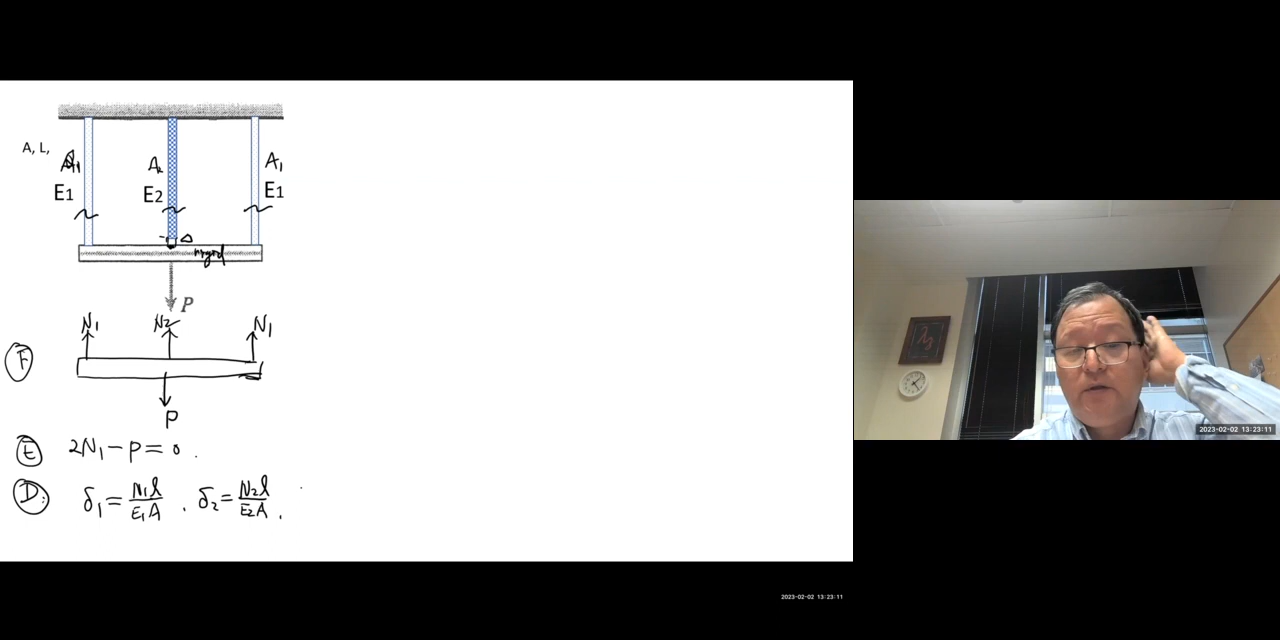 A, L,
A₂
A₁
E1
E2
E1
Δ
rigid
P
N₁ N₂ N₁
F
P
E 2N₁ - P = 0 .
D: δ₁ = N₁l/E₁A . δ₂ = N₂l/E₂A .
2023-02-02 13:23:11
2023-02-02 13:23:11